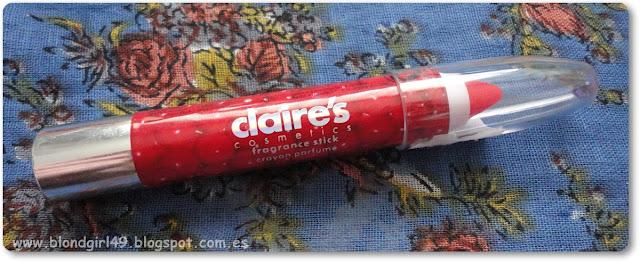 claire's
cosmetics
fragrance stick
crayon parfumé
www.blondgirl49.blogspot.com.es